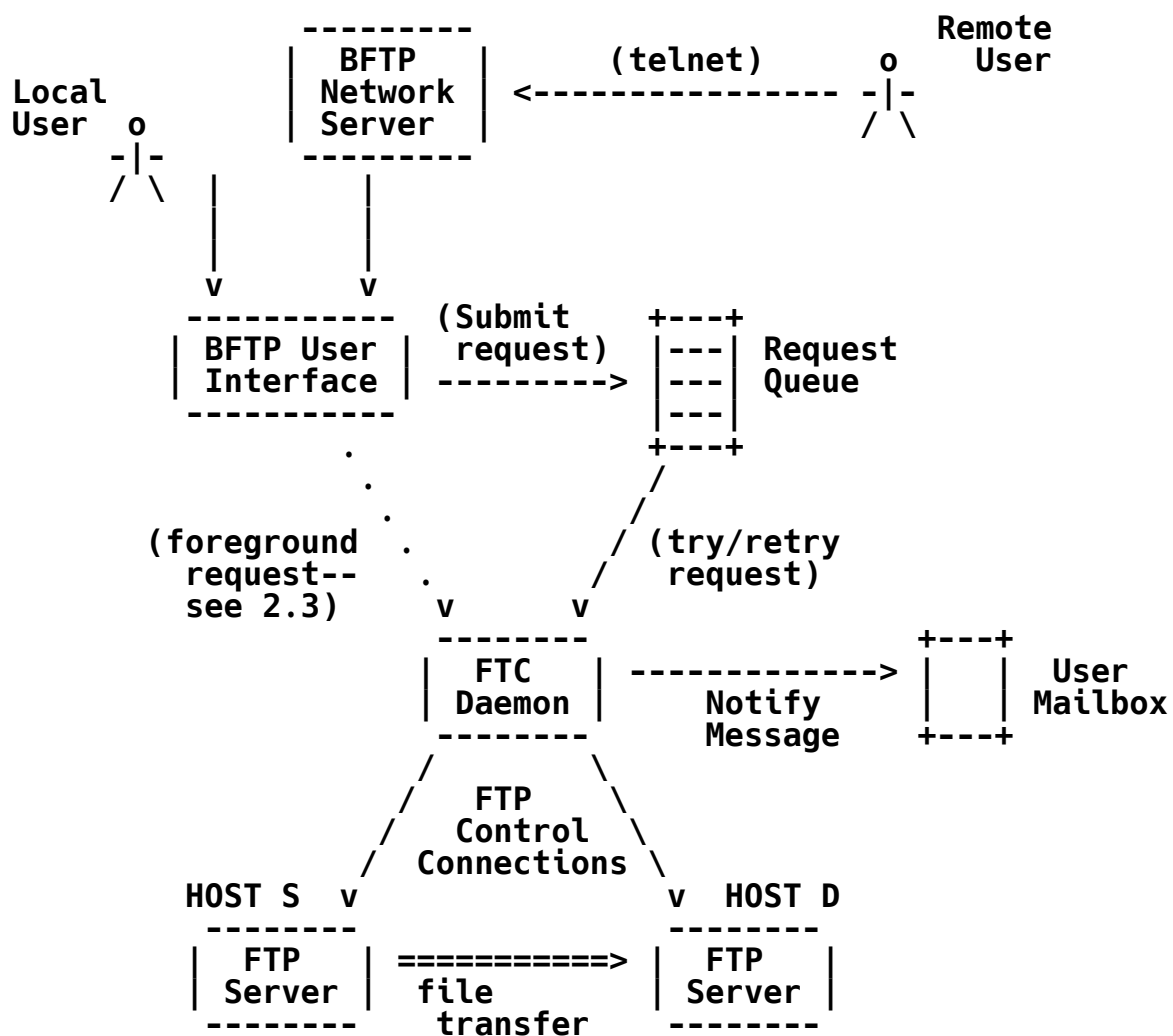 Remote
BFTP (telnet) User
Local Network
User Server
BFTP User (Submit
request) Request
Interface Queue
(foreground (try/retry
request-- request)
see 2.3)
FTC User
Daemon Notify Mailbox
Message
FTP
Control
Connections
HOST S HOST D
FTP FTP
Server file Server
transfer